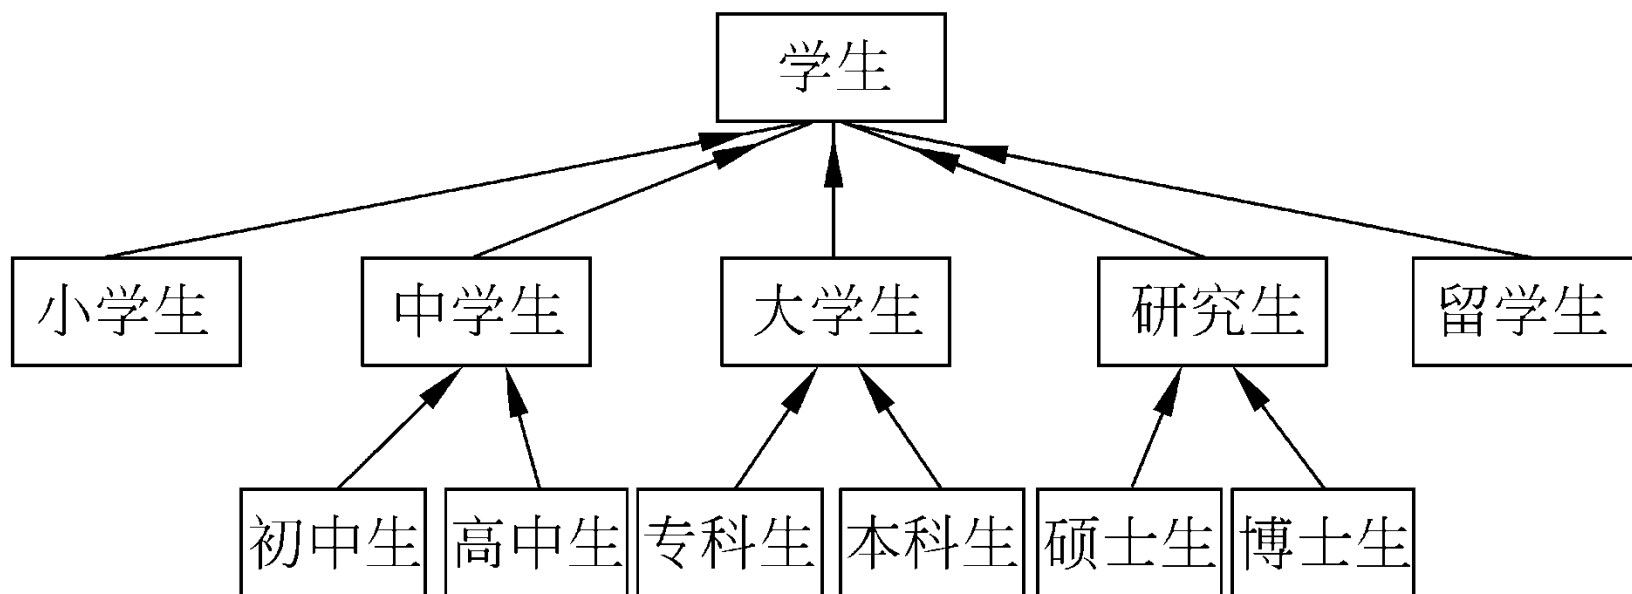 学生
小学生
中学生
大学生
研究生
留学生
初中生
高中生
专科生
本科生
硕士生
博士生